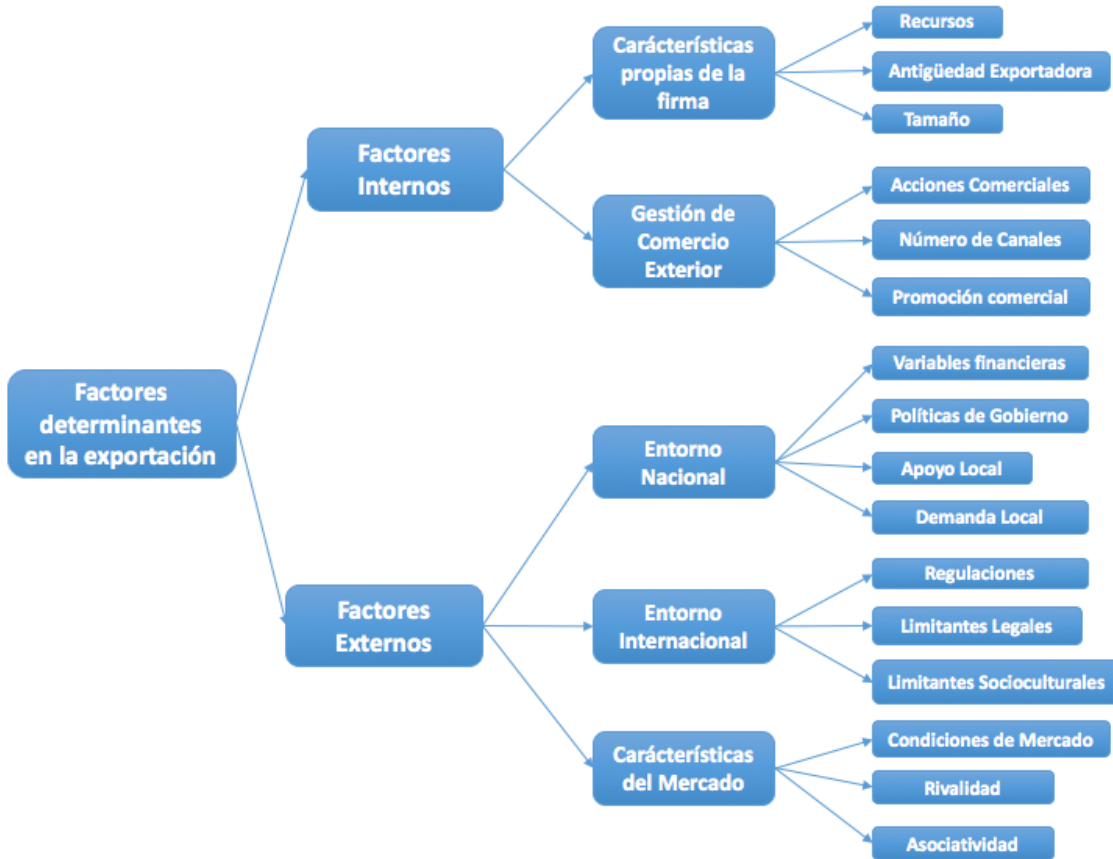 Factores
determinantes
en la exportación
Factores
Internos
Carácterísticas
propias de la
firma
Recursos
Antigüedad Exportadora
Tamaño
Gestión de
Comercio
Exterior
Acciones Comerciales
Número de Canales
Promoción comercial
Factores
Externos
Entorno
Nacional
Variables financieras
Políticas de Gobierno
Apoyo Local
Demanda Local
Entorno
Internacional
Regulaciones
Limitantes Legales
Limitantes Socioculturales
Carácterísticas
del Mercado
Condiciones de Mercado
Rivalidad
Asociatividad